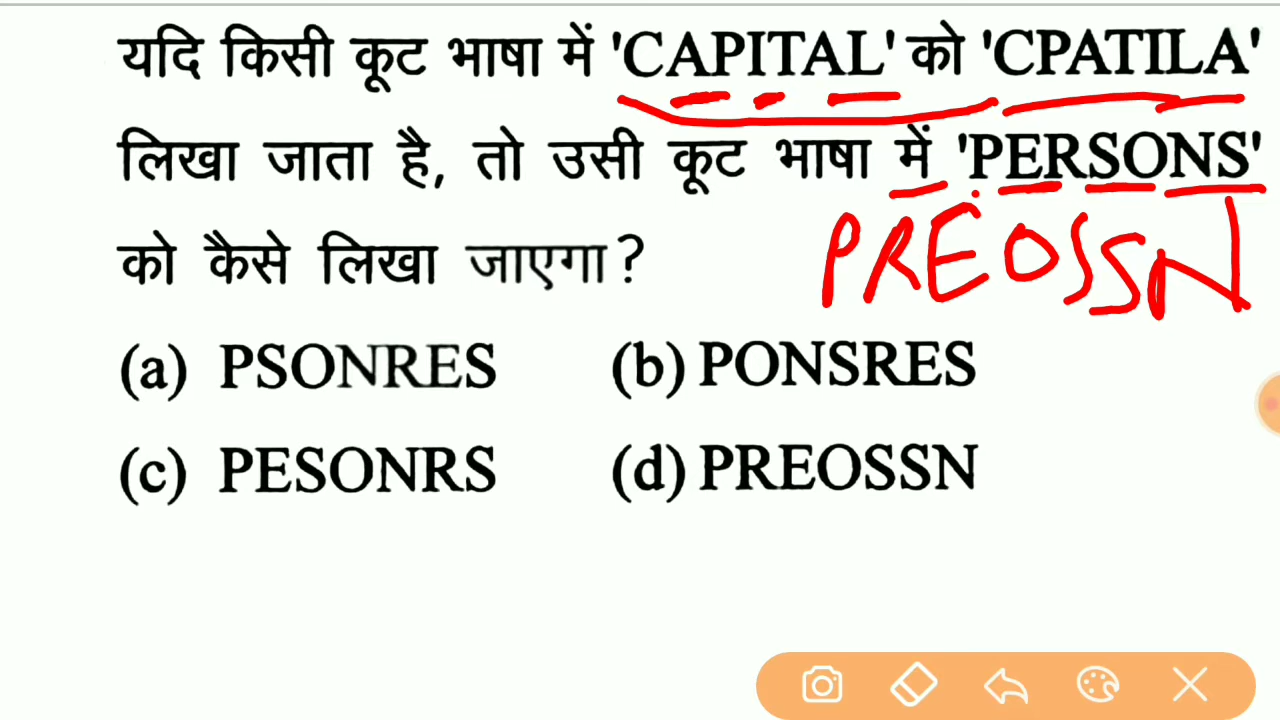 यदि किसी कूट भाषा में 'CAPITAL' को 'CPATILA'
लिखा जाता है, तो उसी कूट भाषा में 'PERSONS'
को कैसे लिखा जाएगा? PREOSSN
(a) PSONRES (b) PONSRES
(c) PESONRS (d) PREOSSN